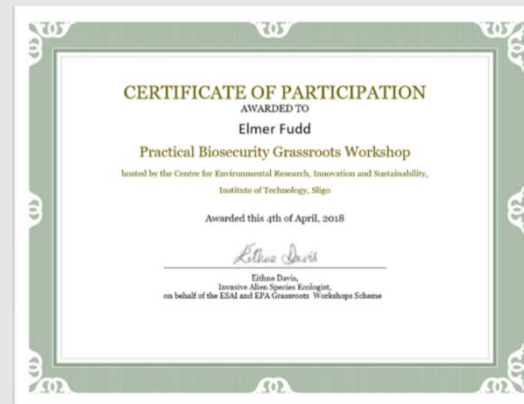 CERTIFICATE OF PARTICIPATION
AWARDED TO
Elmer Fudd
Practical Biosecurity Grassroots Workshop
hosted by the Centre for Environmental Research, Innovation and Sustainability,
Institute of Technology, Sligo
Awarded this 4th of April, 2018
Eithne Davis
Eithne Davis,
Invasive Alien Species Ecologist,
on behalf of the ESAI and EPA Grassroots Workshops Scheme